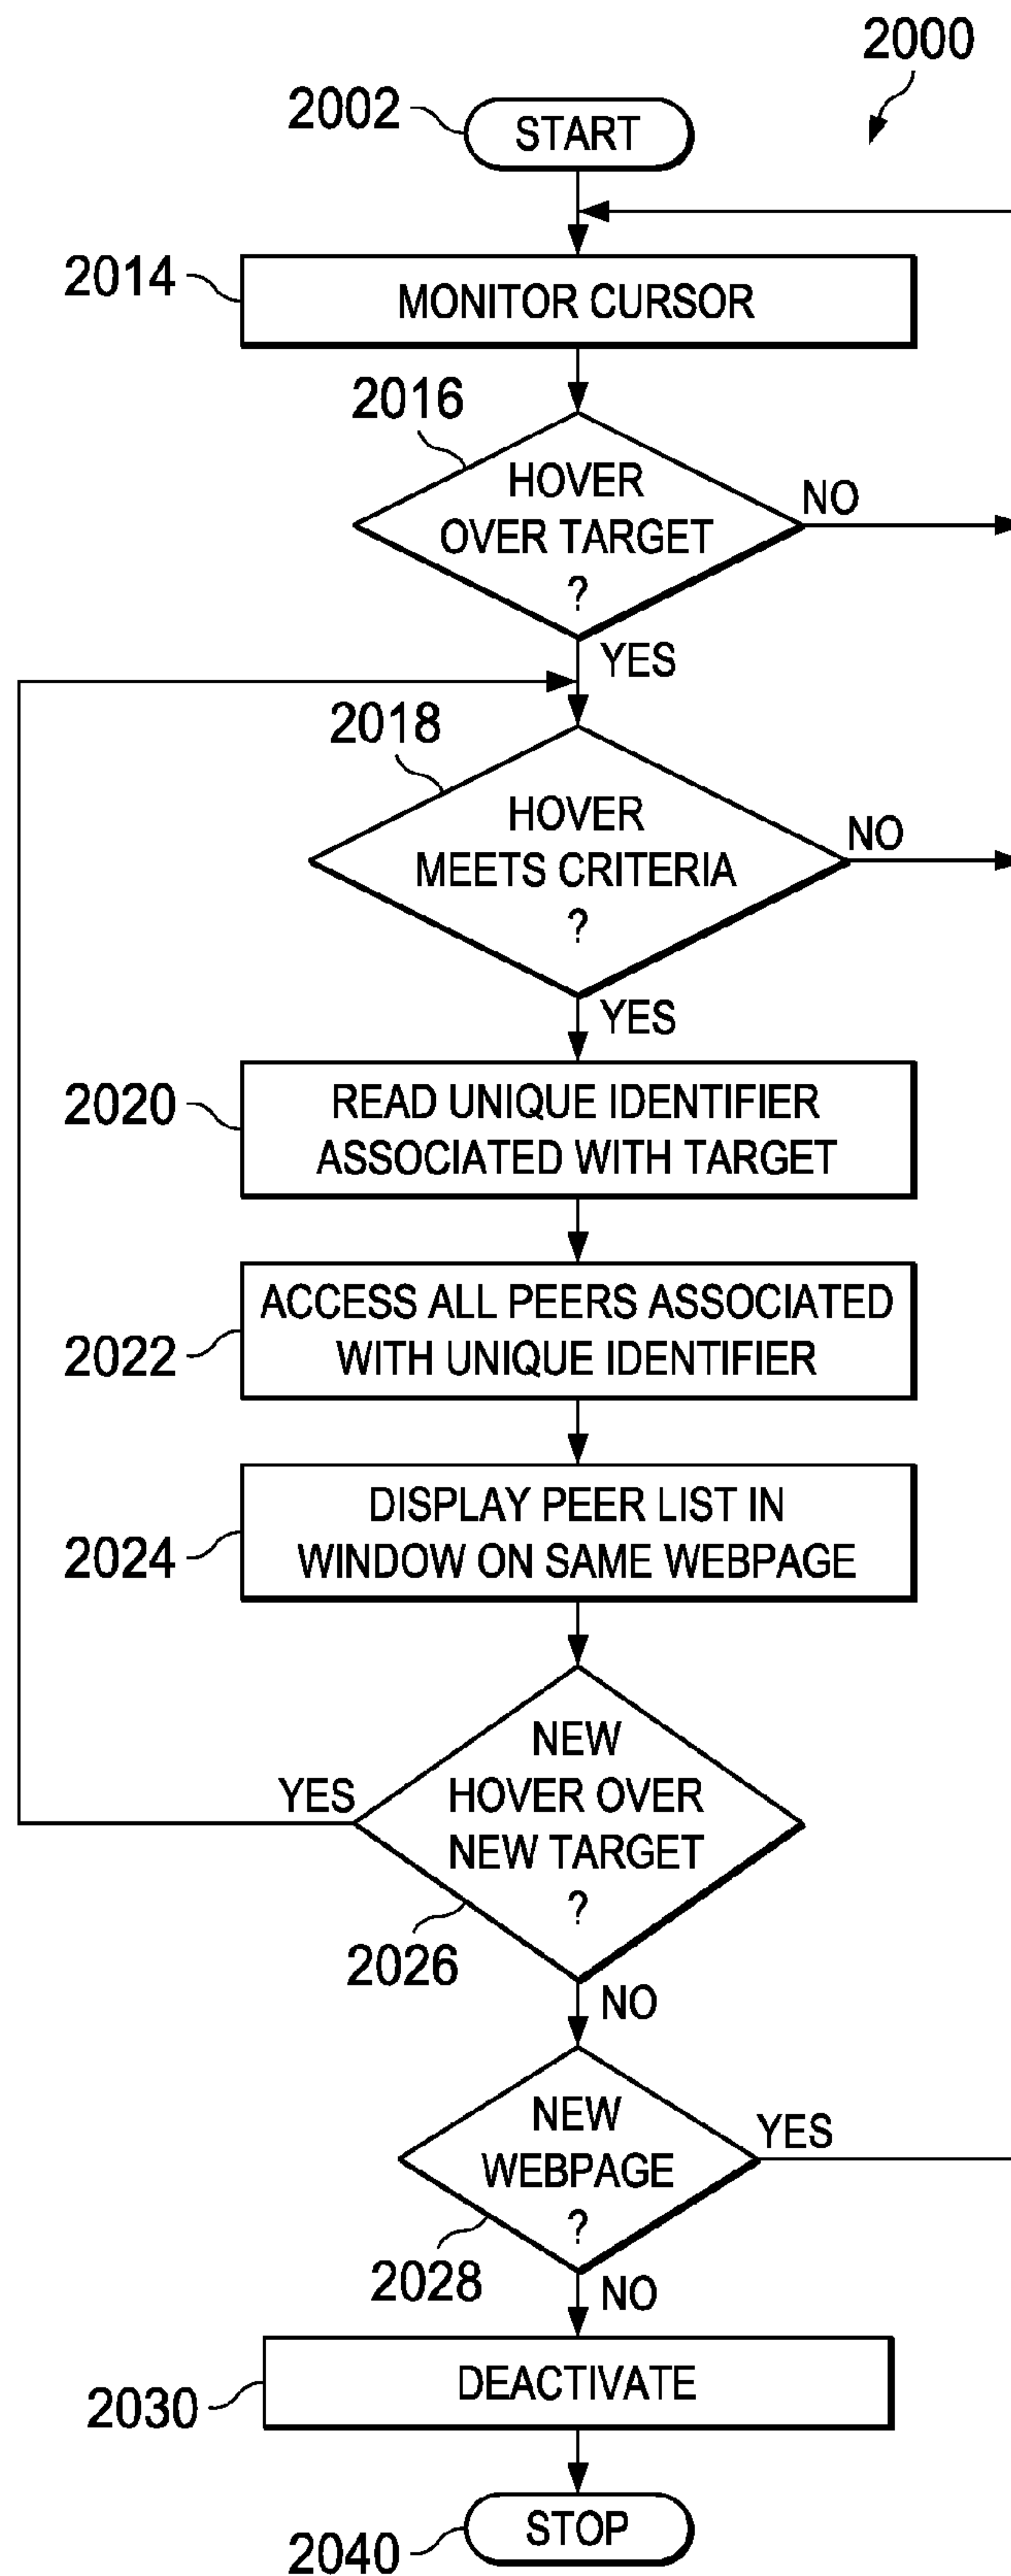 2000
2002
START
2014
MONITOR CURSOR
2016
HOVER
OVER TARGET
?
NO
YES
2018
HOVER
MEETS CRITERIA
?
NO
YES
2020
READ UNIQUE IDENTIFIER
ASSOCIATED WITH TARGET
2022
ACCESS ALL PEERS ASSOCIATED
WITH UNIQUE IDENTIFIER
2024
DISPLAY PEER LIST IN
WINDOW ON SAME WEBPAGE
NEW
HOVER OVER
NEW TARGET
?
YES
2026
NO
NEW
WEBPAGE
?
YES
2028
NO
DEACTIVATE
2030
STOP
2040